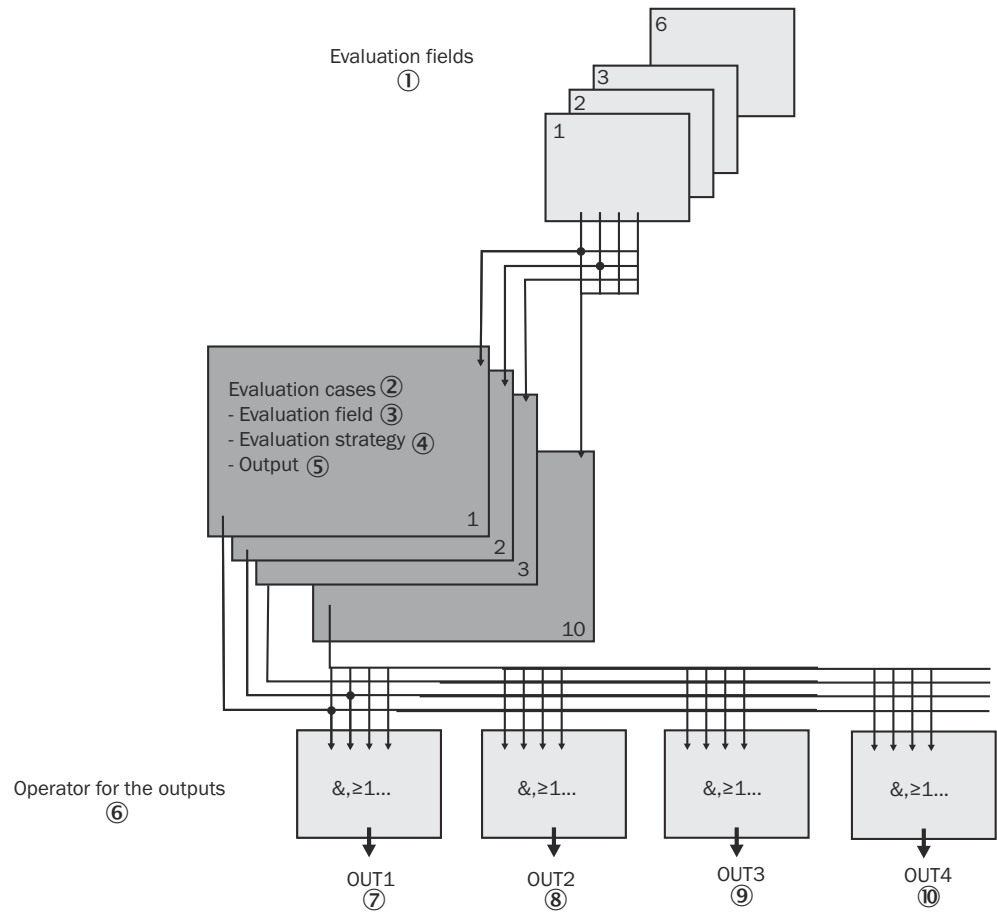 6
Evaluation fields
①
3
2
1
Evaluation cases ②
- Evaluation field ③
- Evaluation strategy ④
- Output ⑤
1
2
3
10
Operator for the outputs
⑥
&,≥1... &,≥1... &,≥1... &,≥1...
OUT1 OUT2 OUT3 OUT4
⑦ ⑧ ⑨ ⑩